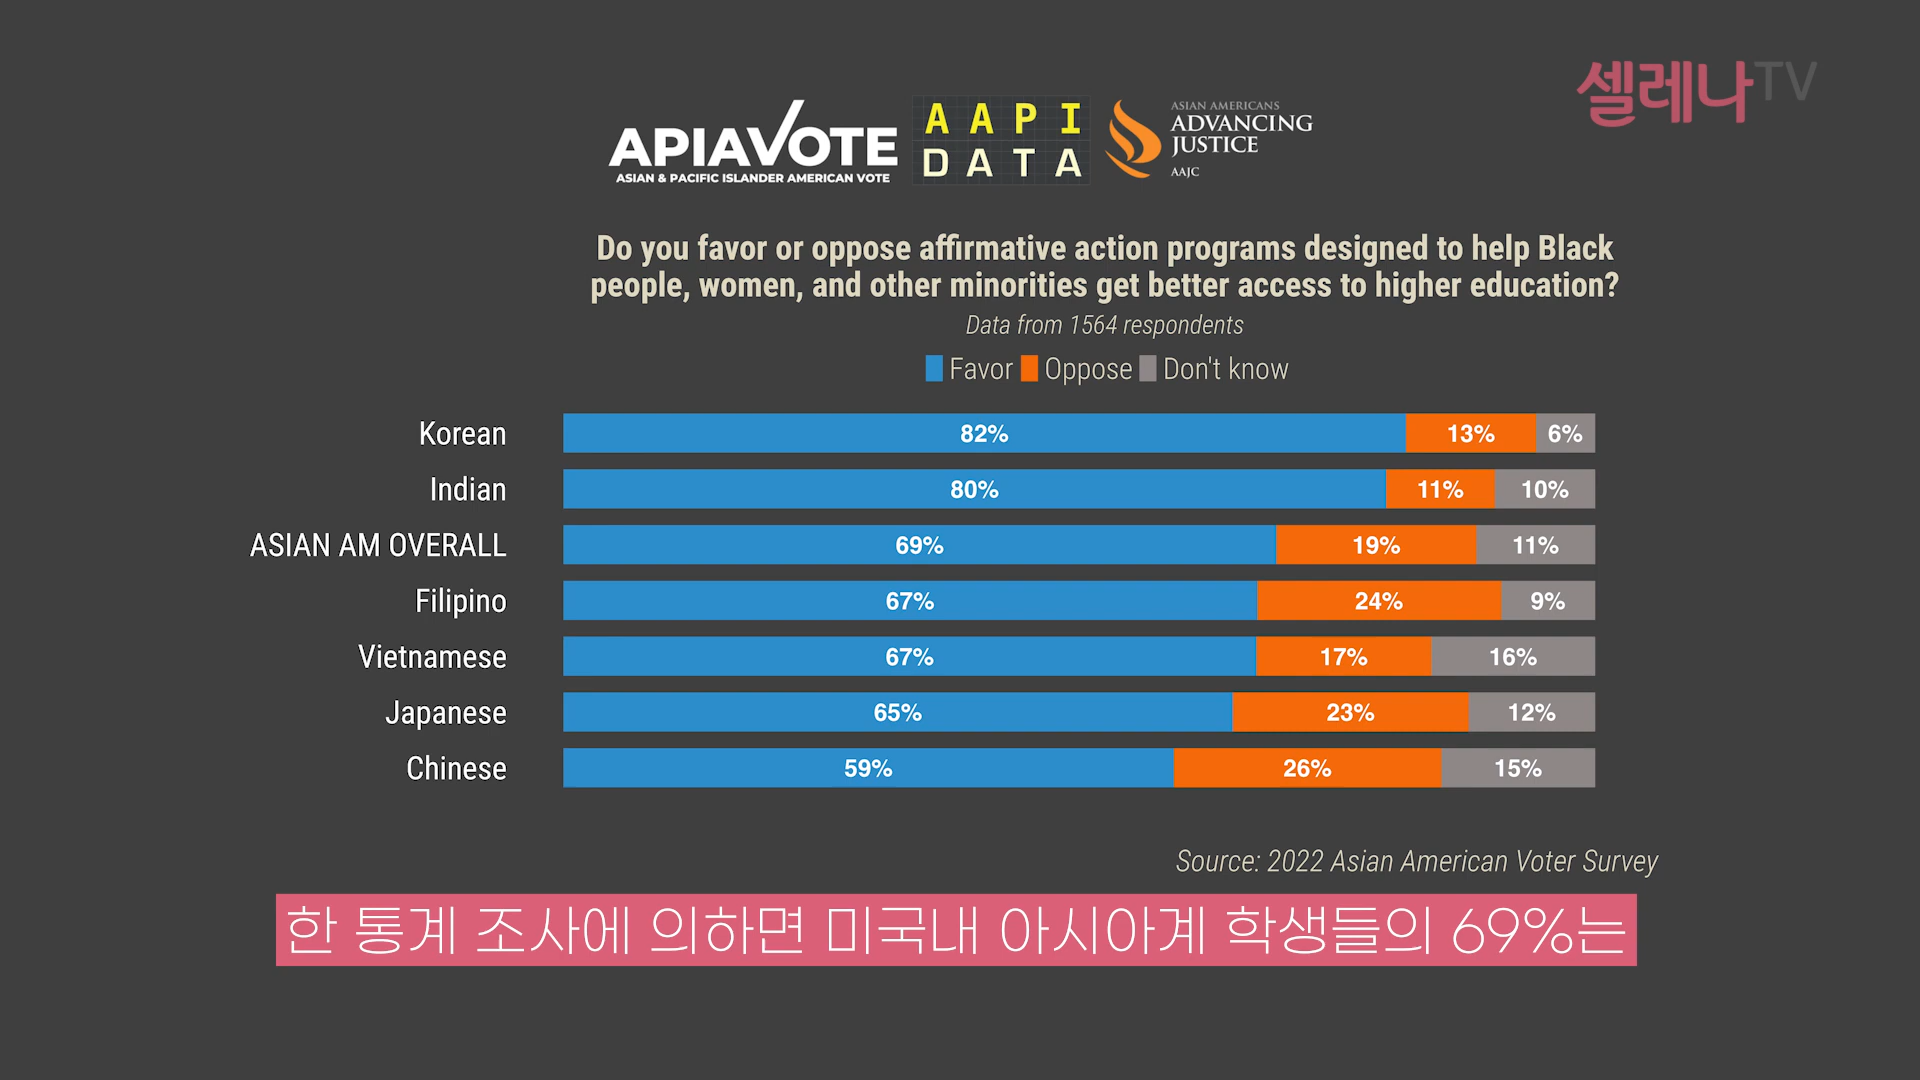 셀레나TV
APIAVOTE
ASIAN & PACIFIC ISLANDER AMERICAN VOTE
AAPI
DATA
ASIAN AMERICANS
ADVANCING
JUSTICE
AAJC
Do you favor or oppose affirmative action programs designed to help Black
people, women, and other minorities get better access to higher education?
Data from 1564 respondents
Favor Oppose Don't know
Korean 82% 13% 6%
Indian 80% 11% 10%
ASIAN AM OVERALL 69% 19% 11%
Filipino 67% 24% 9%
Vietnamese 67% 17% 16%
Japanese 65% 23% 12%
Chinese 59% 26% 15%
Source: 2022 Asian American Voter Survey
한 통계 조사에 의하면 미국내 아시아계 학생들의 69%는